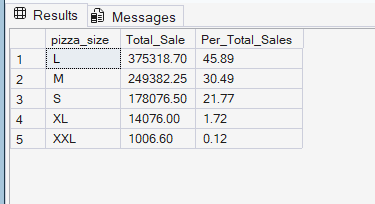 Results Messages
pizza_size Total_Sale Per_Total_Sales
1 L 375318.70 45.89
2 M 249382.25 30.49
3 S 178076.50 21.77
4 XL 14076.00 1.72
5 XXL 1006.60 0.12